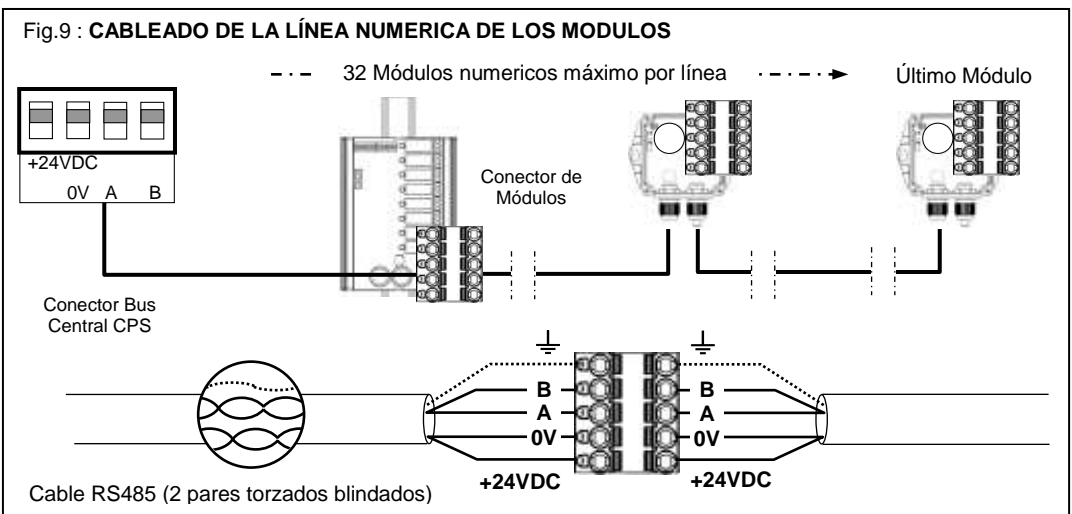 Fig.9 : CABLEADO DE LA LÍNEA NUMERICA DE LOS MODULOS
32 Módulos numericos máximo por línea
Último Módulo
+24VDC
0V A B
Conector de
Módulos
Conector Bus
Central CPS
B B
A A
0V 0V
+24VDC +24VDC
Cable RS485 (2 pares torzados blindados)